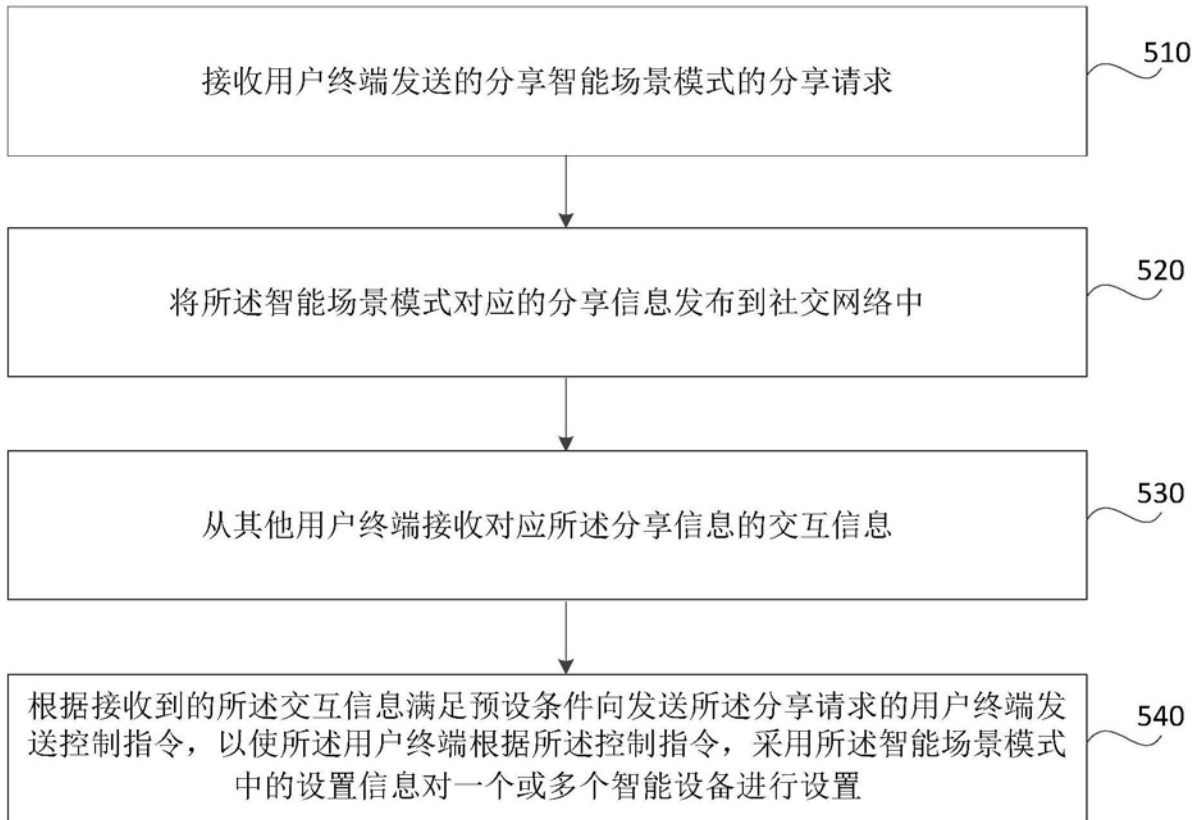 接收用户终端发送的分享智能场景模式的分享请求
510
将所述智能场景模式对应的分享信息发布到社交网络中
520
从其他用户终端接收对应所述分享信息的交互信息
530
根据接收到的所述交互信息满足预设条件向发送所述分享请求的用户终端发
送控制指令，以使所述用户终端根据所述控制指令，采用所述智能场景模式
中的设置信息对一个或多个智能设备进行设置
540